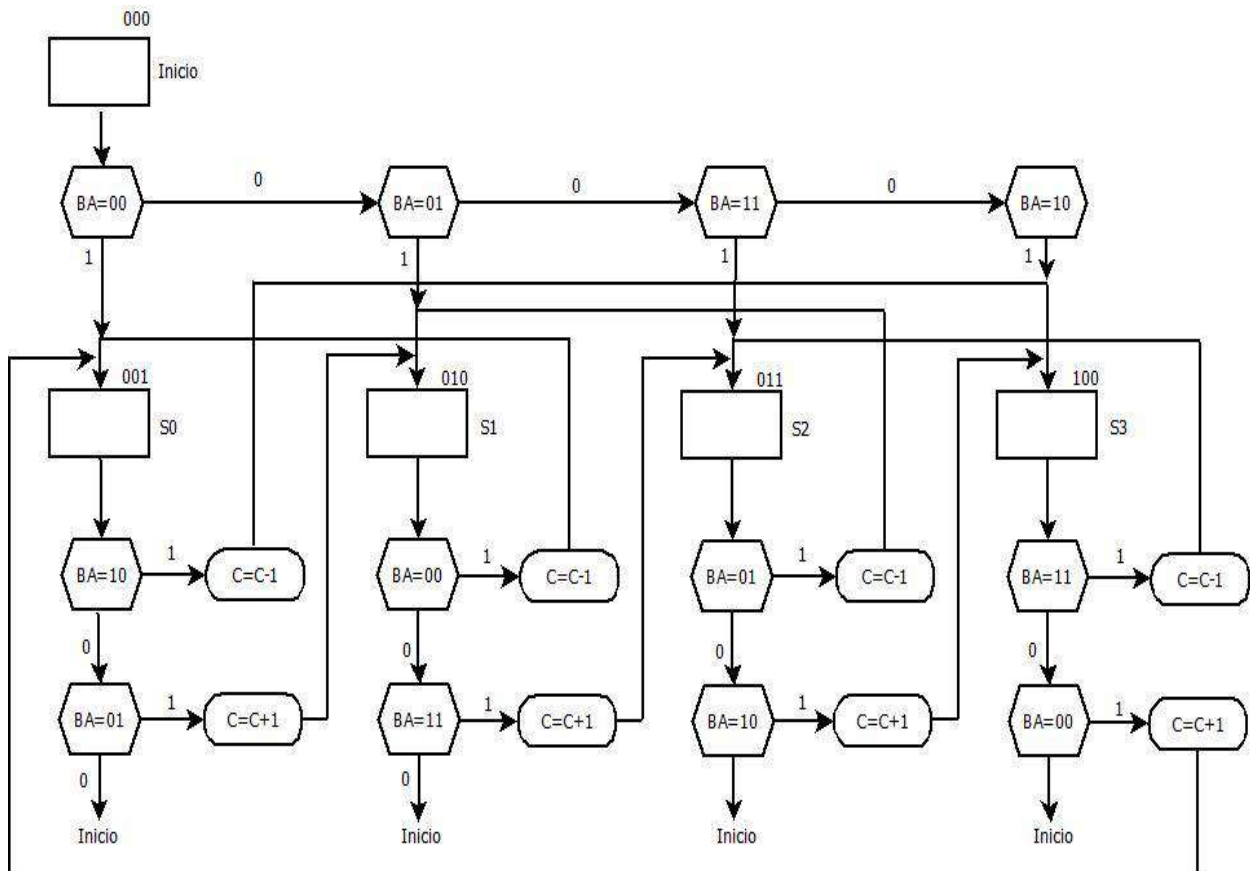 000
Inicio
0
0
0
BA=00
BA=01
BA=11
BA=10
1
1
1
1
001
010
011
100
S0
S1
S2
S3
1
1
1
1
BA=10
C=C-1
BA=00
C=C-1
BA=01
C=C-1
BA=11
C=C-1
0
0
0
0
1
1
1
1
BA=01
C=C+1
BA=11
C=C+1
BA=10
C=C+1
BA=00
C=C+1
0
0
Inicio
Inicio
Inicio
Inicio